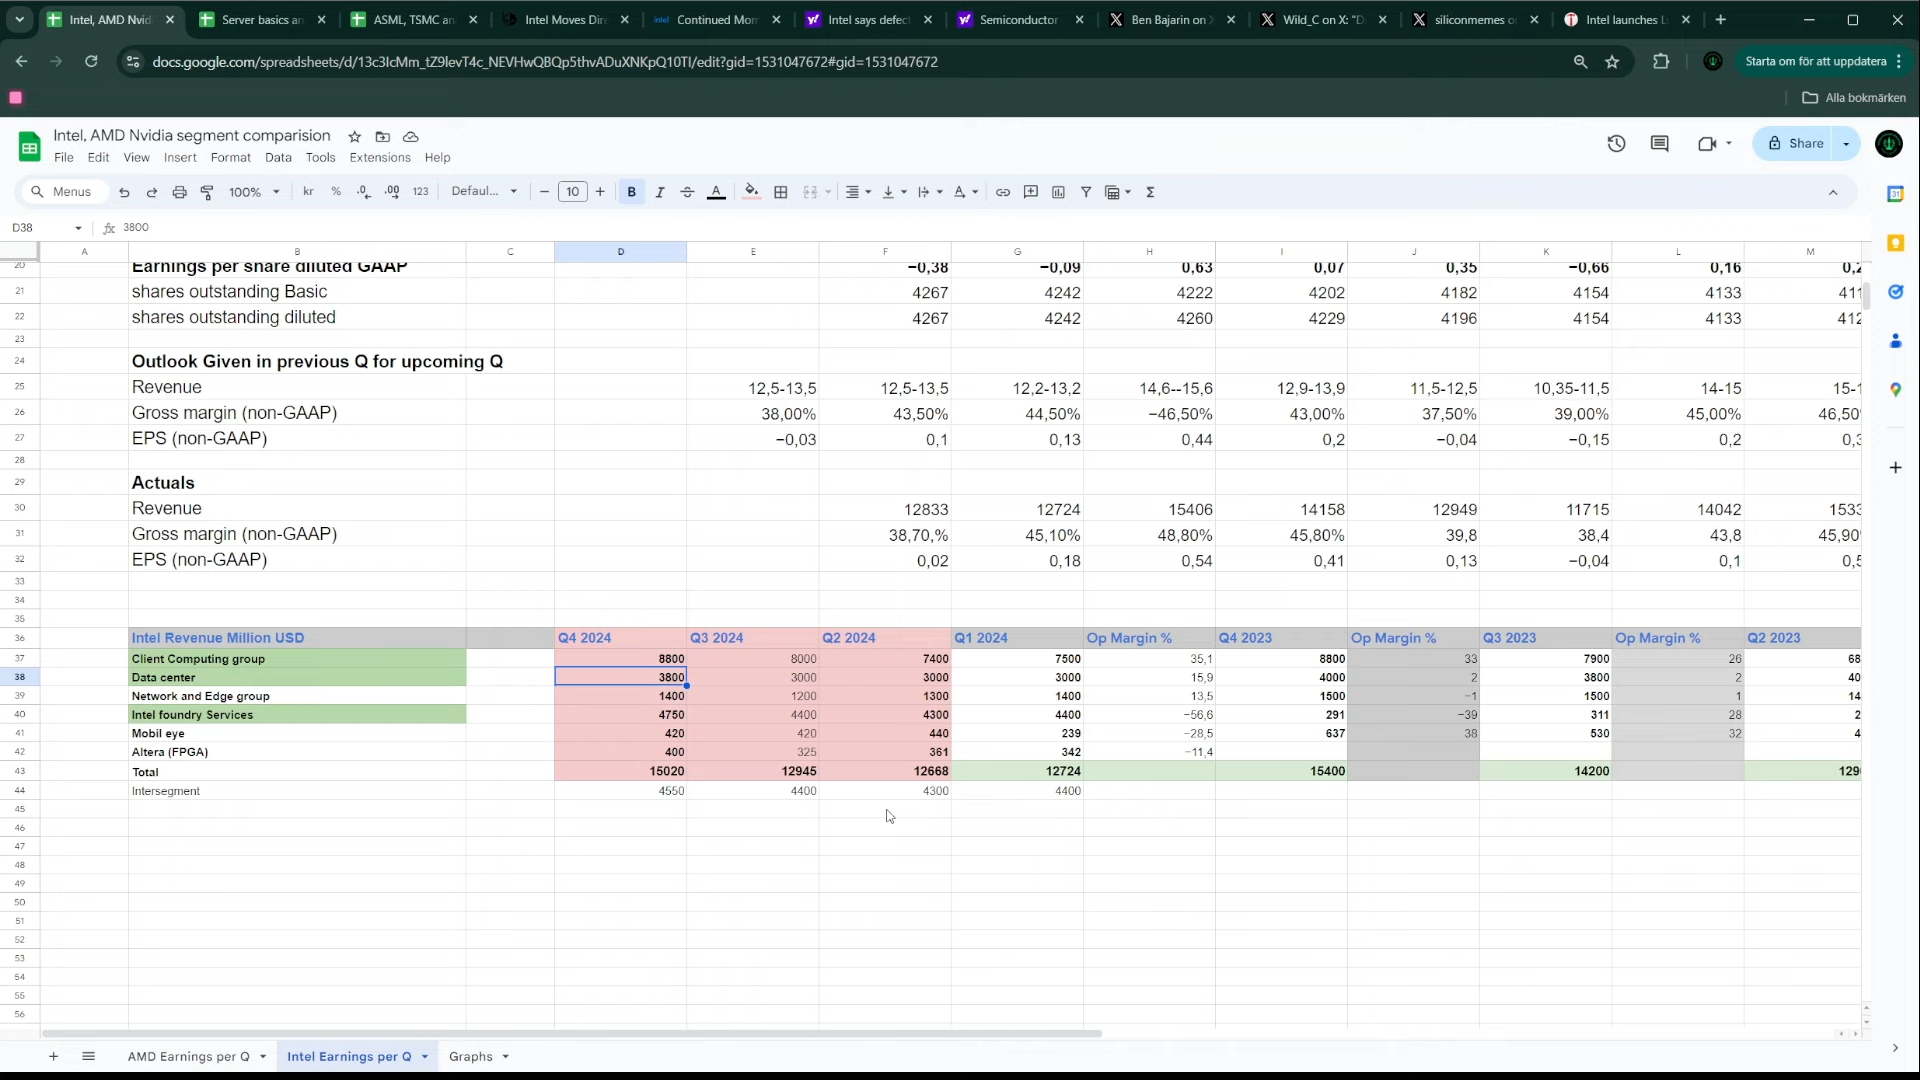 Intel, AMD Nvidi
Server basics an
ASML, TSMC an
Intel Moves Dire
intel
Continued Mom
Intel says defect
Semiconductor
Ben Bajarin on X
Wild_C on X: "D
siliconmemes o
Intel launches L
docs.google.com/spreadsheets/d/13c3IcMm_tZ9levT4c_NEVHwQBQp5thvADuXNKpQ10TI/edit?gid=1531047672#gid=1531047672
Starta om för att uppdatera
Alla bokmärken
Intel, AMD Nvidia segment comparision
File Edit View Insert Format Data Tools Extensions Help
Share
Menus 100% kr % .0 .00 123 Defaul... 10 B I A
D38 fx 3800
A B C D E F G H I J K L M
20 Earnings per share diluted GAAP −0,38 −0,09 0,63 0,07 0,35 −0,66 0,16 0,2
21 shares outstanding Basic 4267 4242 4222 4202 4182 4154 4133 411
22 shares outstanding diluted 4267 4242 4260 4229 4196 4154 4133 412
23
24 Outlook Given in previous Q for upcoming Q
25 Revenue 12,5-13,5 12,5-13,5 12,2-13,2 14,6--15,6 12,9-13,9 11,5-12,5 10,35-11,5 14-15 15-1
26 Gross margin (non-GAAP) 38,00% 43,50% 44,50% −46,50% 43,00% 37,50% 39,00% 45,00% 46,50
27 EPS (non-GAAP) −0,03 0,1 0,13 0,44 0,2 −0,04 −0,15 0,2 0,3
28
29 Actuals
30 Revenue 12833 12724 15406 14158 12949 11715 14042 1533
31 Gross margin (non-GAAP) 38,70,% 45,10% 48,80% 45,80% 39,8 38,4 43,8 45,90
32 EPS (non-GAAP) 0,02 0,18 0,54 0,41 0,13 −0,04 0,1 0,5
33
34
35
36 Intel Revenue Million USD Q4 2024 Q3 2024 Q2 2024 Q1 2024 Op Margin % Q4 2023 Op Margin % Q3 2023 Op Margin % Q2 2023
37 Client Computing group 8800 8000 7400 7500 35,1 8800 33 7900 26 68
38 Data center 3800 3000 3000 3000 15,9 4000 2 3800 2 40
39 Network and Edge group 1400 1200 1300 1400 13,5 1500 −1 1500 1 14
40 Intel foundry Services 4750 4400 4300 4400 −56,6 291 −39 311 28 2
41 Mobil eye 420 420 440 239 −28,5 637 38 530 32 4
42 Altera (FPGA) 400 325 361 342 −11,4
43 Total 15020 12945 12668 12724 15400 14200 129
44 Intersegment 4550 4400 4300 4400
45
46
47
48
49
50
51
52
53
54
55
56
AMD Earnings per Q Intel Earnings per Q Graphs